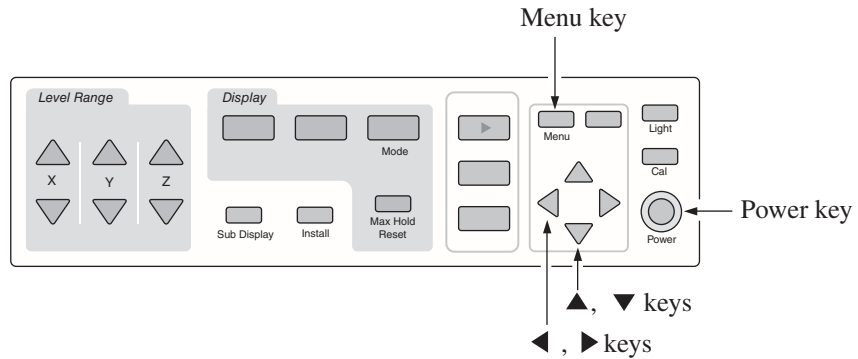 Menu key
Level Range
Display
Mode
Menu
Light
Cal
X
Y
Z
Sub Display
Install
Max Hold
Reset
Power
Power key
▲, ▼ keys
◀ , ▶ keys